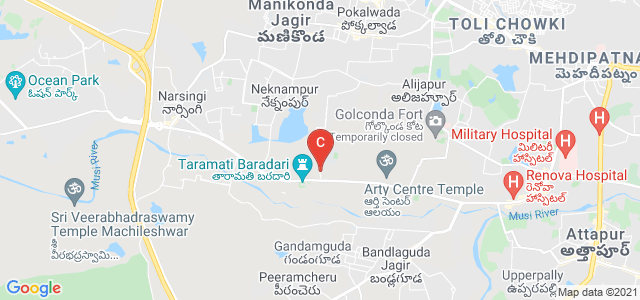 Manikonda
Jagir
మణికొండ
Pokalwada
పోక్కల్వాడ
TOLI CHOWKI
తోలి చౌకి
MEHDIPATNA
మెహదీపట్నం
Ocean Park
ఓషన్ పార్క్
Neknampur
నేక్నంపుర్
Alijapur
అలీజహ్పూర్
Narsingi
నార్సింగి
Golconda Fort
గోల్కొండ కోట
Temporarily closed
Military Hospital
మిలిటరీ
హాస్పిటల్
C
Taramati Baradari
తారామతి బరదారి
Musi River
Arty Centre Temple
ఆర్తి సెంటర్
ఆలయం
Renova Hospital
రెనోవా
హాస్పిటల్
Musi River
Sri Veerabhadraswamy
Temple Machileshwar
శ్రీ
వీరభద్రస్వామి
Attapur
అత్తాపూర్
Gandamguda
గండంగూడ
Bandlaguda
Jagir
బండ్లగూడ
Peeramcheru
పీరంచెరు
Upperpally
ఉప్పరపల్లి
Google
Map data ©2021